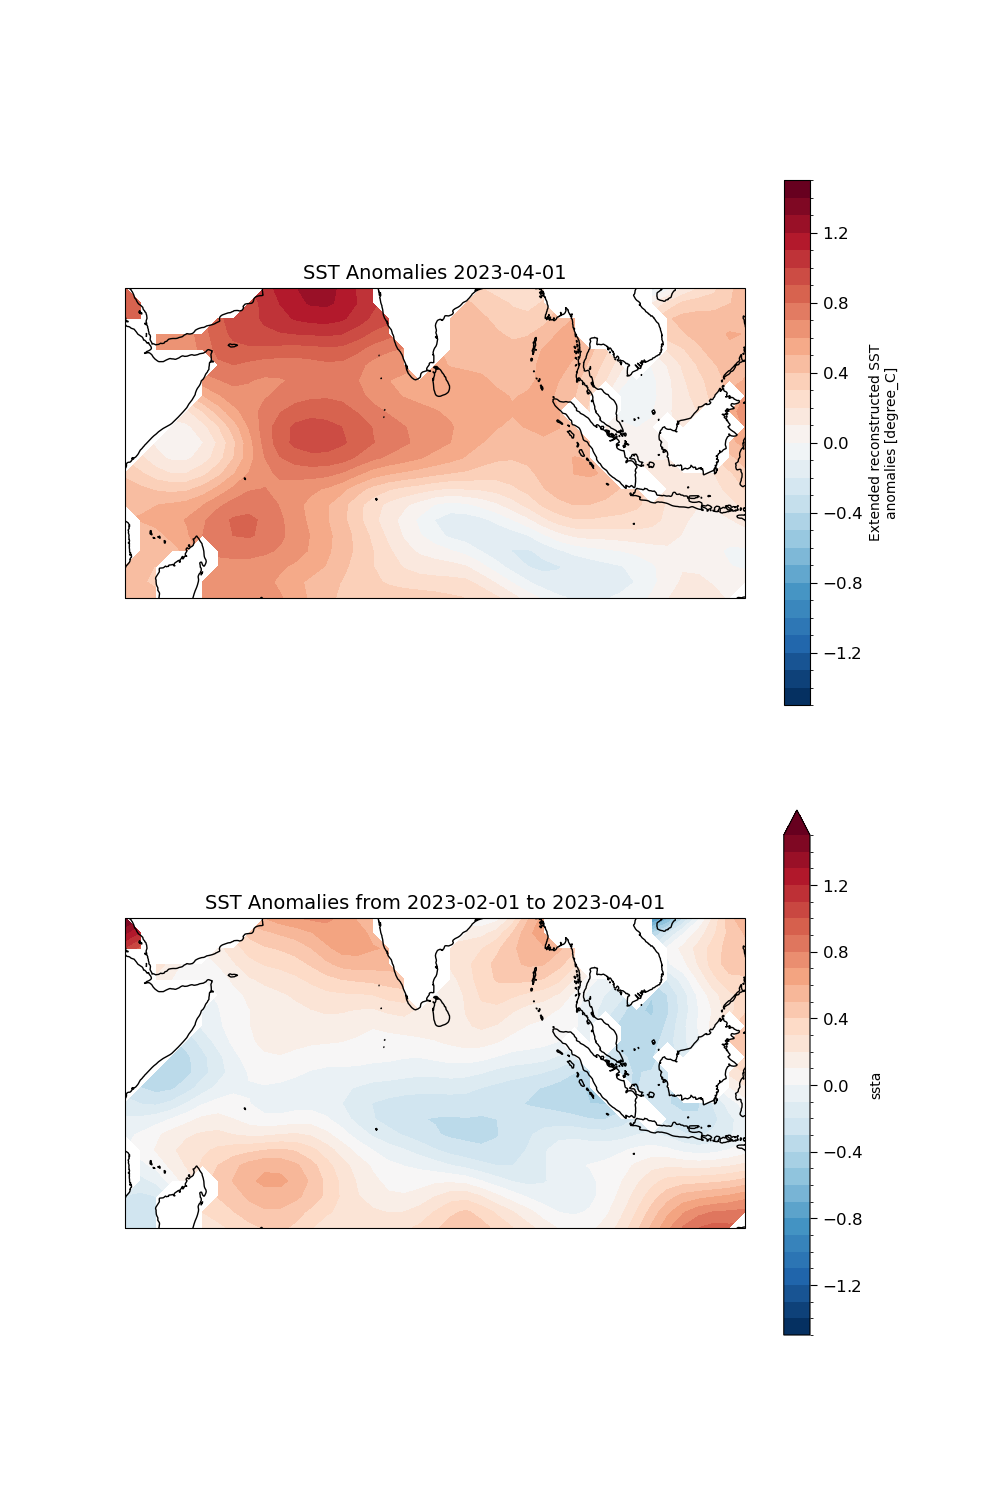 SST Anomalies 2023-04-01
1.2
0.8
0.4
0.0
−0.4
−0.8
−1.2
Extended reconstructed SST
anomalies [degree_C]
SST Anomalies from 2023-02-01 to 2023-04-01
1.2
0.8
0.4
0.0
−0.4
−0.8
−1.2
ssta